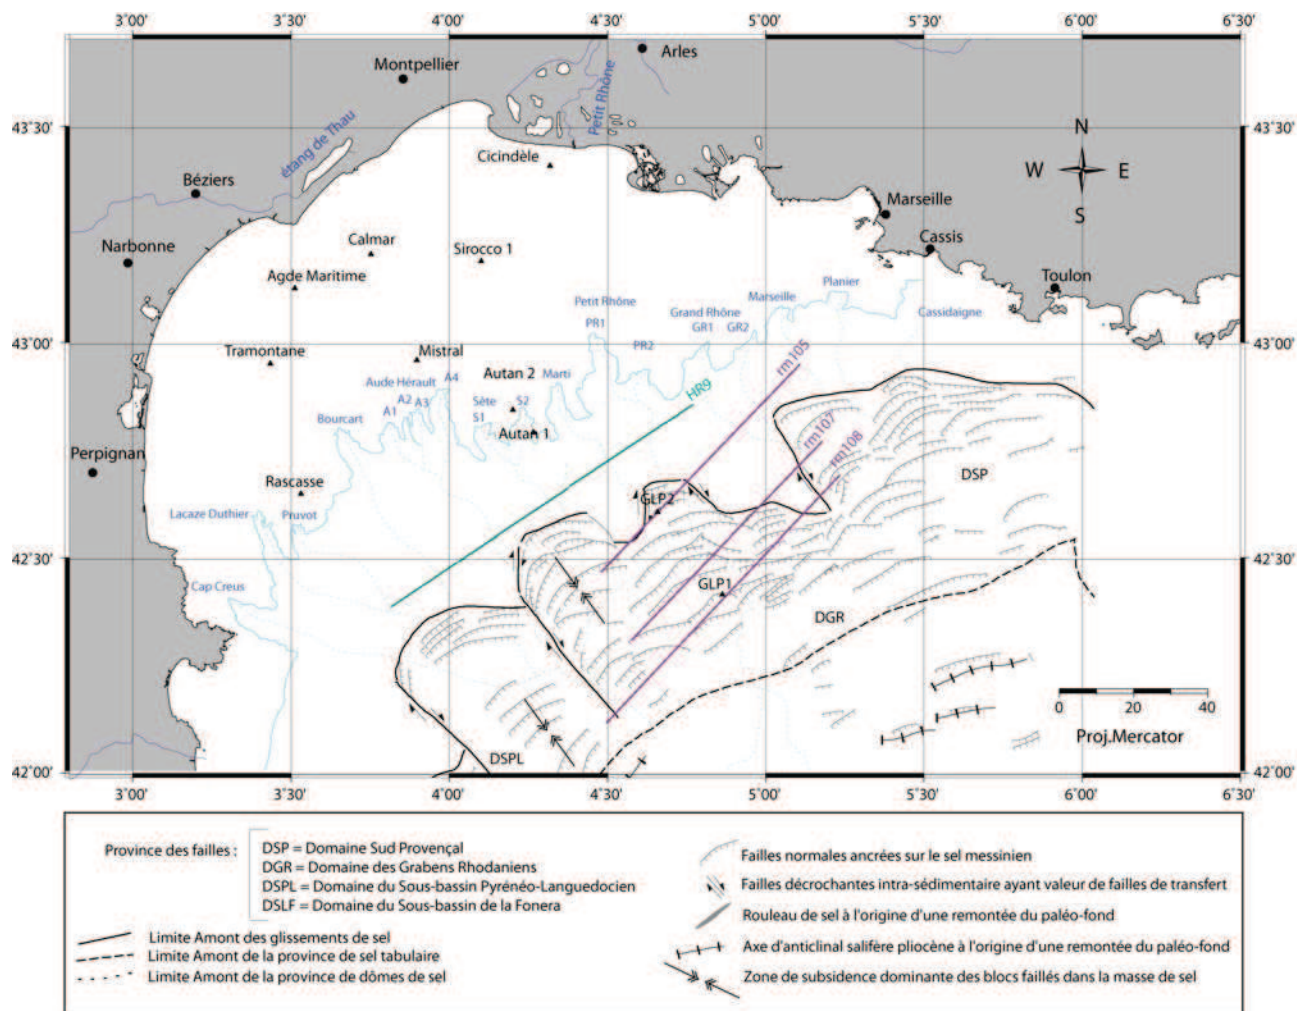 3°00' 3°30' 4°00' 4°30' 5°00' 5°30' 6°00' 6°30'
Arles
Montpellier
Petit Rhône
43°30' 43°30'
étang de Thau
Cicindèle
N
W E
S
Béziers
Marseille
Narbonne
Calmar
Sirocco 1
Cassis
Agde Maritime
Toulon
Planier
Marseille
Petit Rhône
Grand Rhône
Cassidaigne
PR1
GR1 GR2
43°00' 43°00'
PR2
rm105
Tramontane
Mistral
Autan 2
Marti
A4
Aude Hérault
HR9
A2
A3
A1
Sète
S1
S2
Bourcart
Autan 1
rm107
rm108
Perpignan
DSP
Rascasse
GLP2
Lacaze Duthier
Pruvot
42°30' 42°30'
Cap Creus
GLP1
DGR
0 20 40
Proj.Mercator
DSPL
42°00' 42°00'
3°00' 3°30' 4°00' 4°30' 5°00' 5°30' 6°00' 6°30'
Province des failles :
DSP = Domaine Sud Provençal
DGR = Domaine des Grabens Rhodaniens
DSPL = Domaine du Sous-bassin Pyrénéo-Languedocien
DSLF = Domaine du Sous-bassin de la Fonera
Limite Amont des glissements de sel
Limite Amont de la province de sel tabulaire
Limite Amont de la province de dômes de sel
Failles normales ancrées sur le sel messinien
Failles décrochantes intra-sédimentaire ayant valeur de failles de transfert
Rouleau de sel à l'origine d'une remontée du paléo-fond
Axe d'anticlinal salifère pliocène à l'origine d'une remontée du paléo-fond
Zone de subsidence dominante des blocs faillés dans la masse de sel